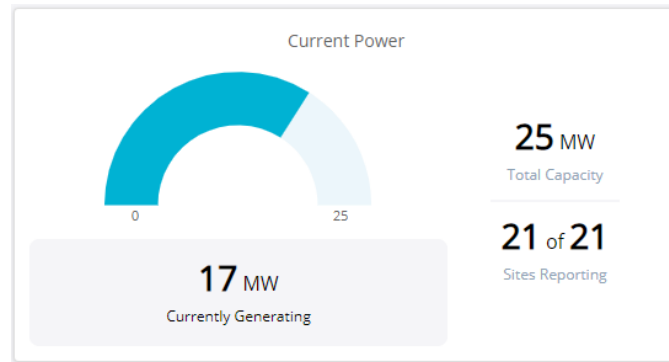 Current Power
0
25
17 MW
Currently Generating
25 MW
Total Capacity
21 of 21
Sites Reporting